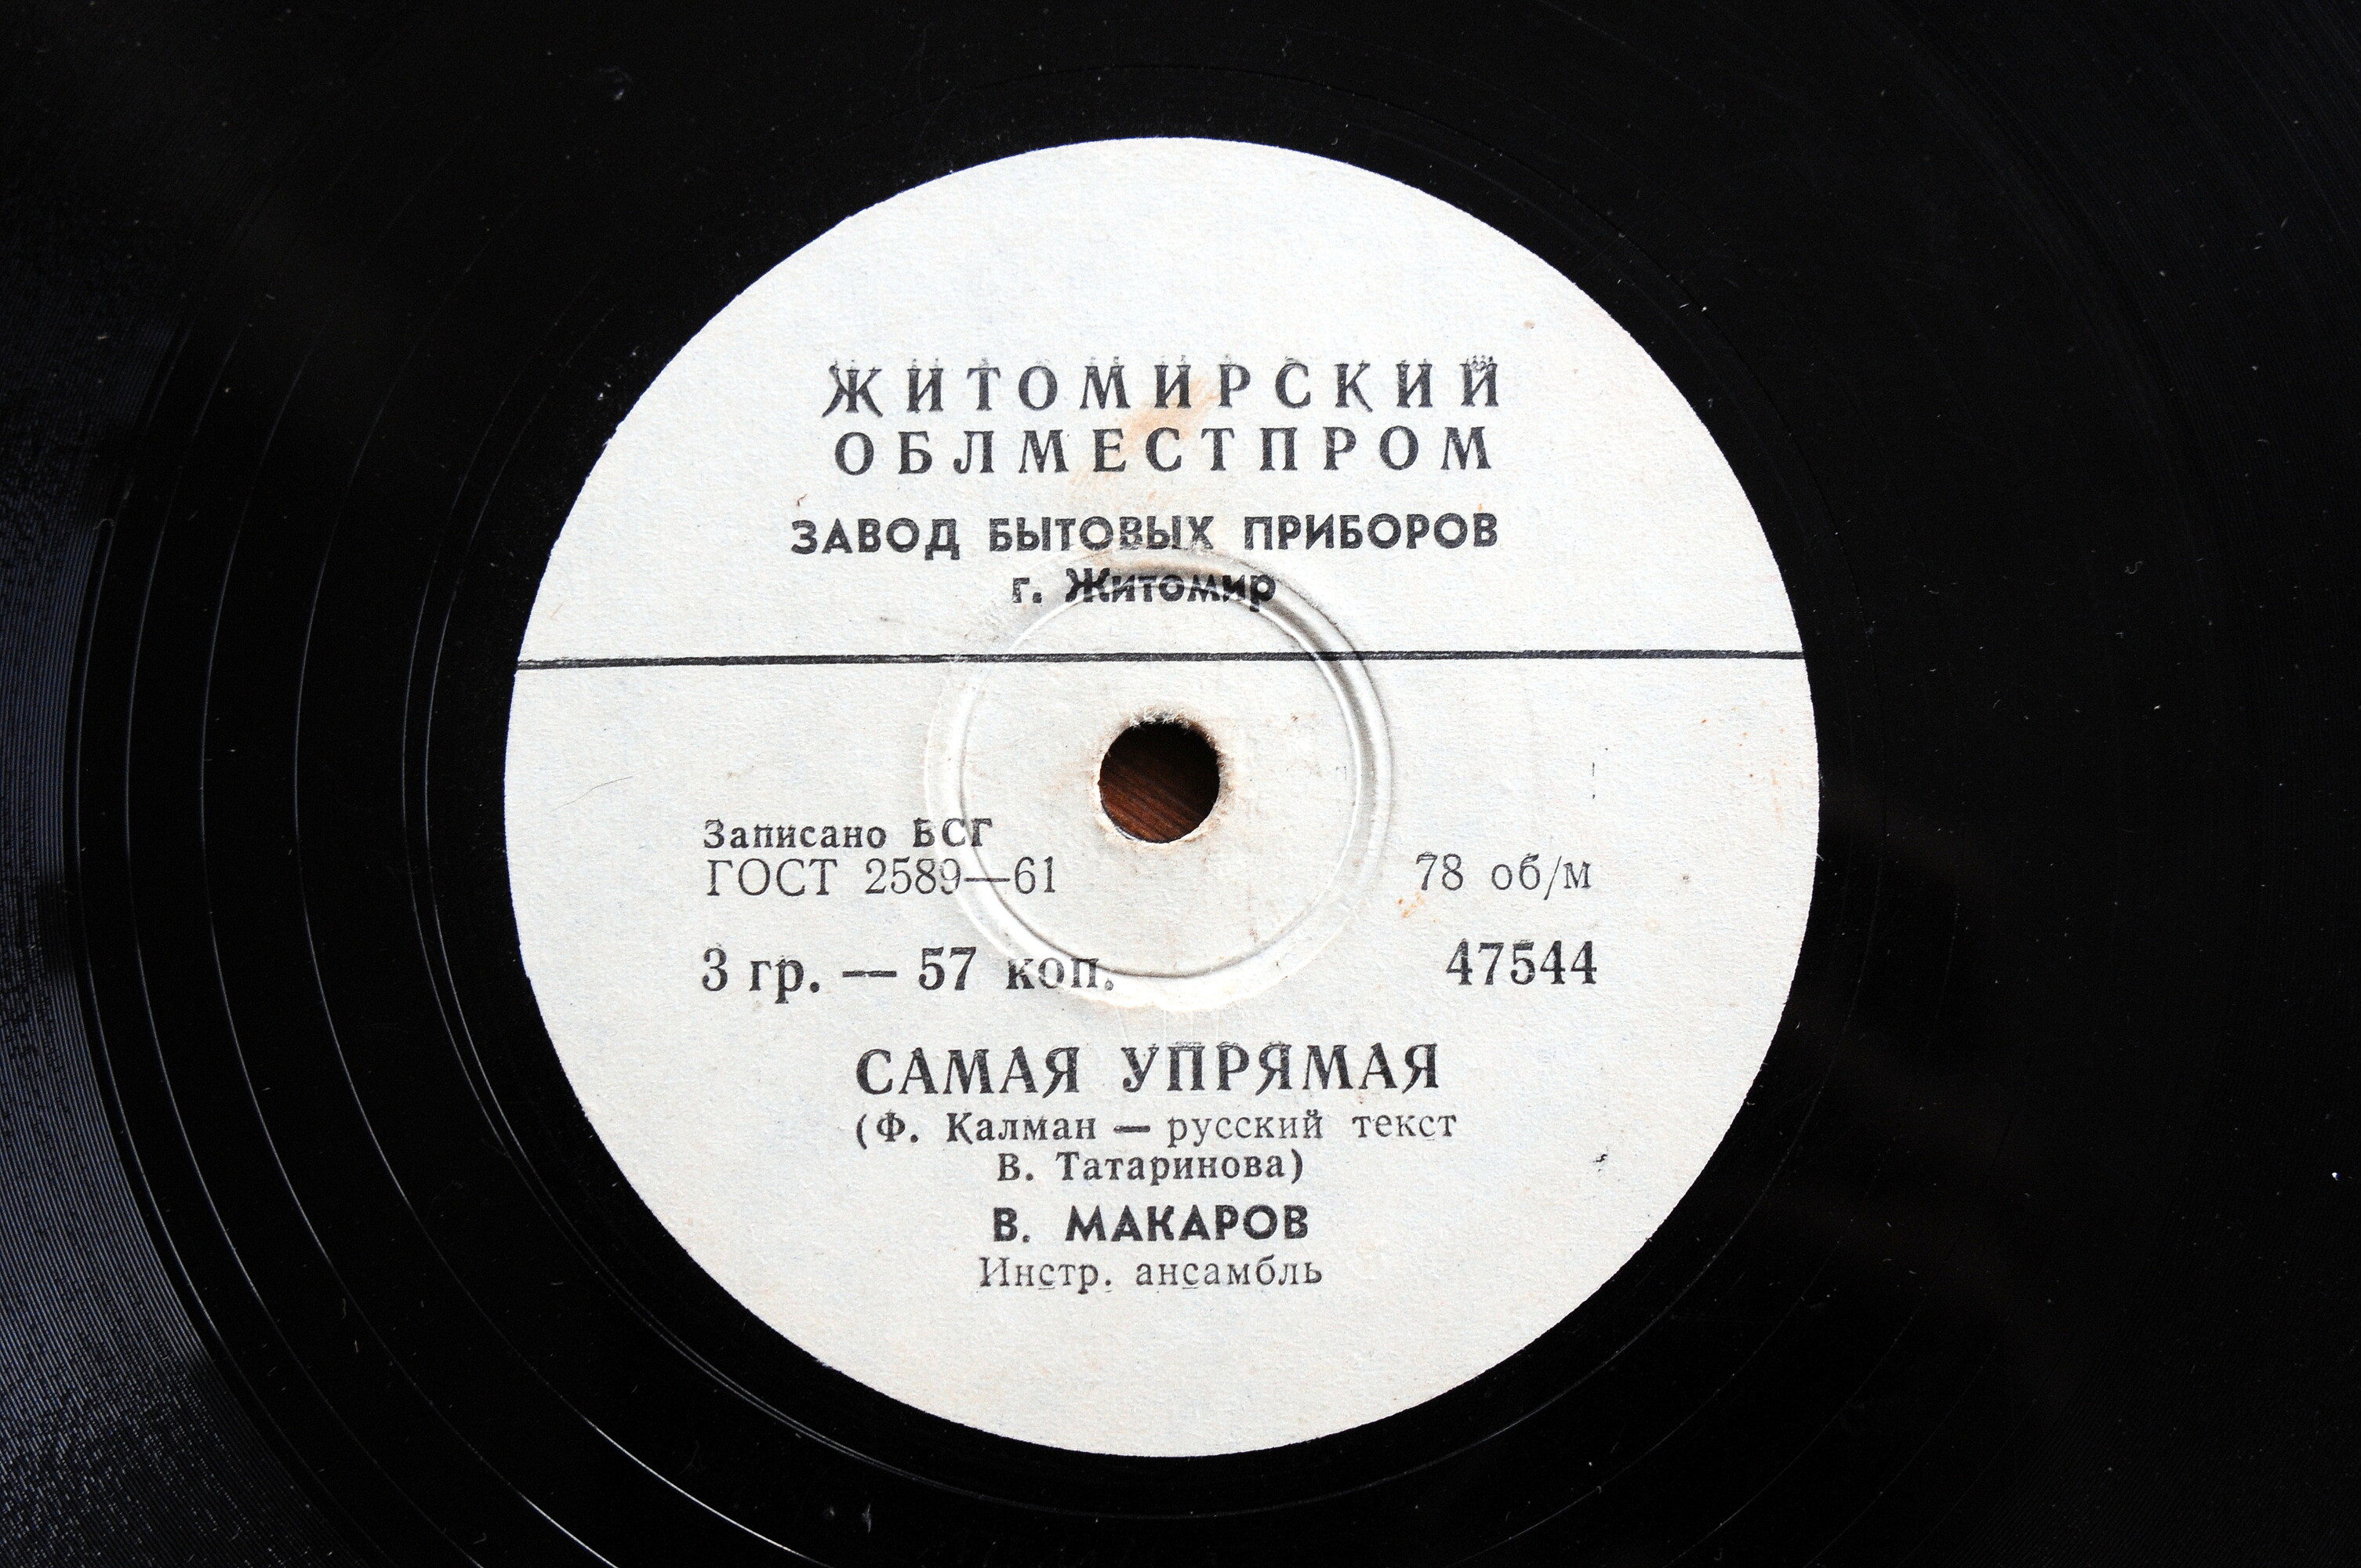 ЖИТОМИРСКИЙ
ОБЛМЕСТПРОМ
ЗАВОД БЫТОВЫХ ПРИБОРОВ
г. Житомир
Записано БСГ
ГОСТ 2589—61 78 об/м
3 гр. — 57 коп. 47544
САМАЯ УПРЯМАЯ
(Ф. Калман — русский текст
В. Татаринова)
В. МАКАРОВ
Инстр. ансамбль